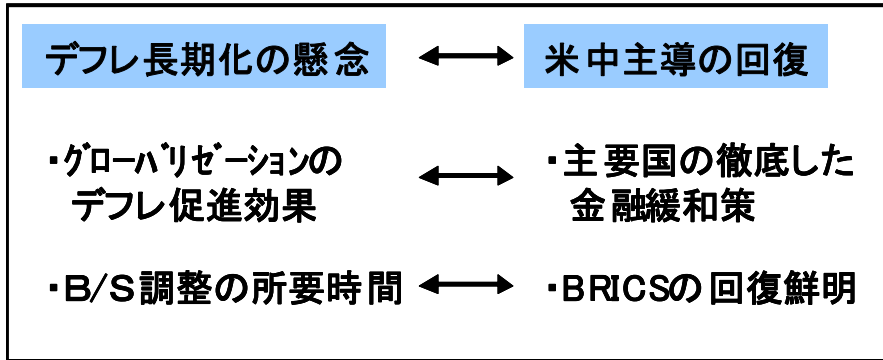 デフレ長期化の懸念 ←→ 米中主導の回復
・ｸﾞﾛｰﾊﾞﾘｾﾞｰｼｮﾝの ・主要国の徹底した
デフレ促進効果 ←→ 金融緩和策
・Ｂ/Ｓ調整の所要時間 ←→ ・BRICSの回復鮮明